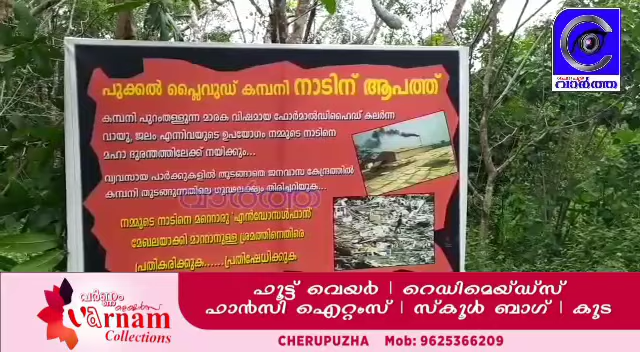 പുക്കൽ പ്ലൈവുഡ് കമ്പനി നാടിന് ആപത്ത്
കമ്പനി പുറംതള്ളുന്ന മാരക വിഷമായ ഫോർമാൽഡിഹൈഡ് കലർന്ന
വായു, ജലം എന്നിവയുടെ ഉപയോഗം നമ്മുടെ നാടിനെ
മഹാ ദുരന്തത്തിലേക്ക് നയിക്കും...
വ്യവസായ പാർക്കുകളിൽ തുടങ്ങാതെ ജനവാസ കേന്ദ്രത്തിൽ
കമ്പനി തുടങ്ങുന്നതിലെ ഗൂഢലക്ഷ്യം തിരിച്ചറിയുക...
നമ്മുടെ നാടിനെ മറ്റൊരു 'എൻഡോസൾഫാൻ'
മേഖലയാക്കി മാറ്റാനുള്ള ശ്രമത്തിനെതിരെ
പ്രതികരിക്കുക......പ്രതിഷേധിക്കുക
വാർത്ത
വാർത്ത
വർണ്ണം
Varnam
Collections
ഫൂട്ട് വെയർ | റെഡിമെയ്ഡ്സ്
ഫാൻസി ഐറ്റംസ് | സ്കൂൾ ബാഗ് | കുട
CHERUPUZHA Mob: 9625366209